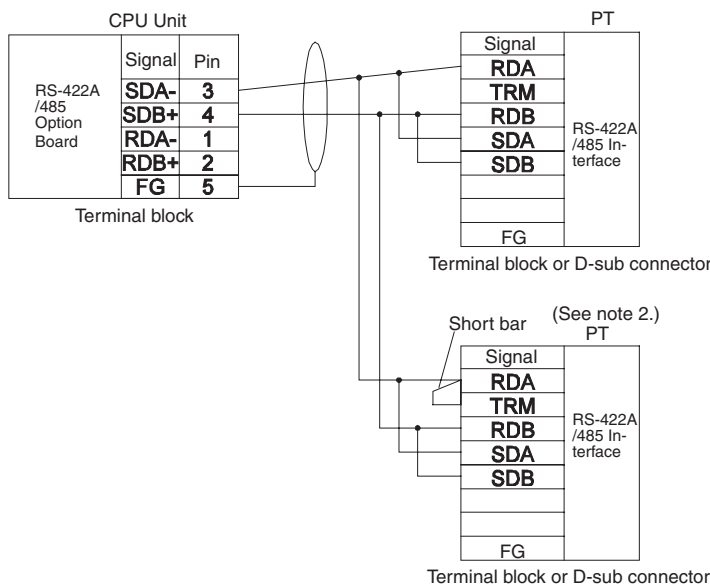 CPU Unit
RS-422A
/485
Option
Board
Signal Pin
SDA- 3
SDB+ 4
RDA- 1
RDB+ 2
FG 5
Terminal block
PT
Signal
RDA
TRM
RDB
SDA
SDB
FG
RS-422A
/485 In-
terface
Terminal block or D-sub connector
Short bar
(See note 2.)
PT
Signal
RDA
TRM
RDB
SDA
SDB
FG
RS-422A
/485 In-
terface
Terminal block or D-sub connector